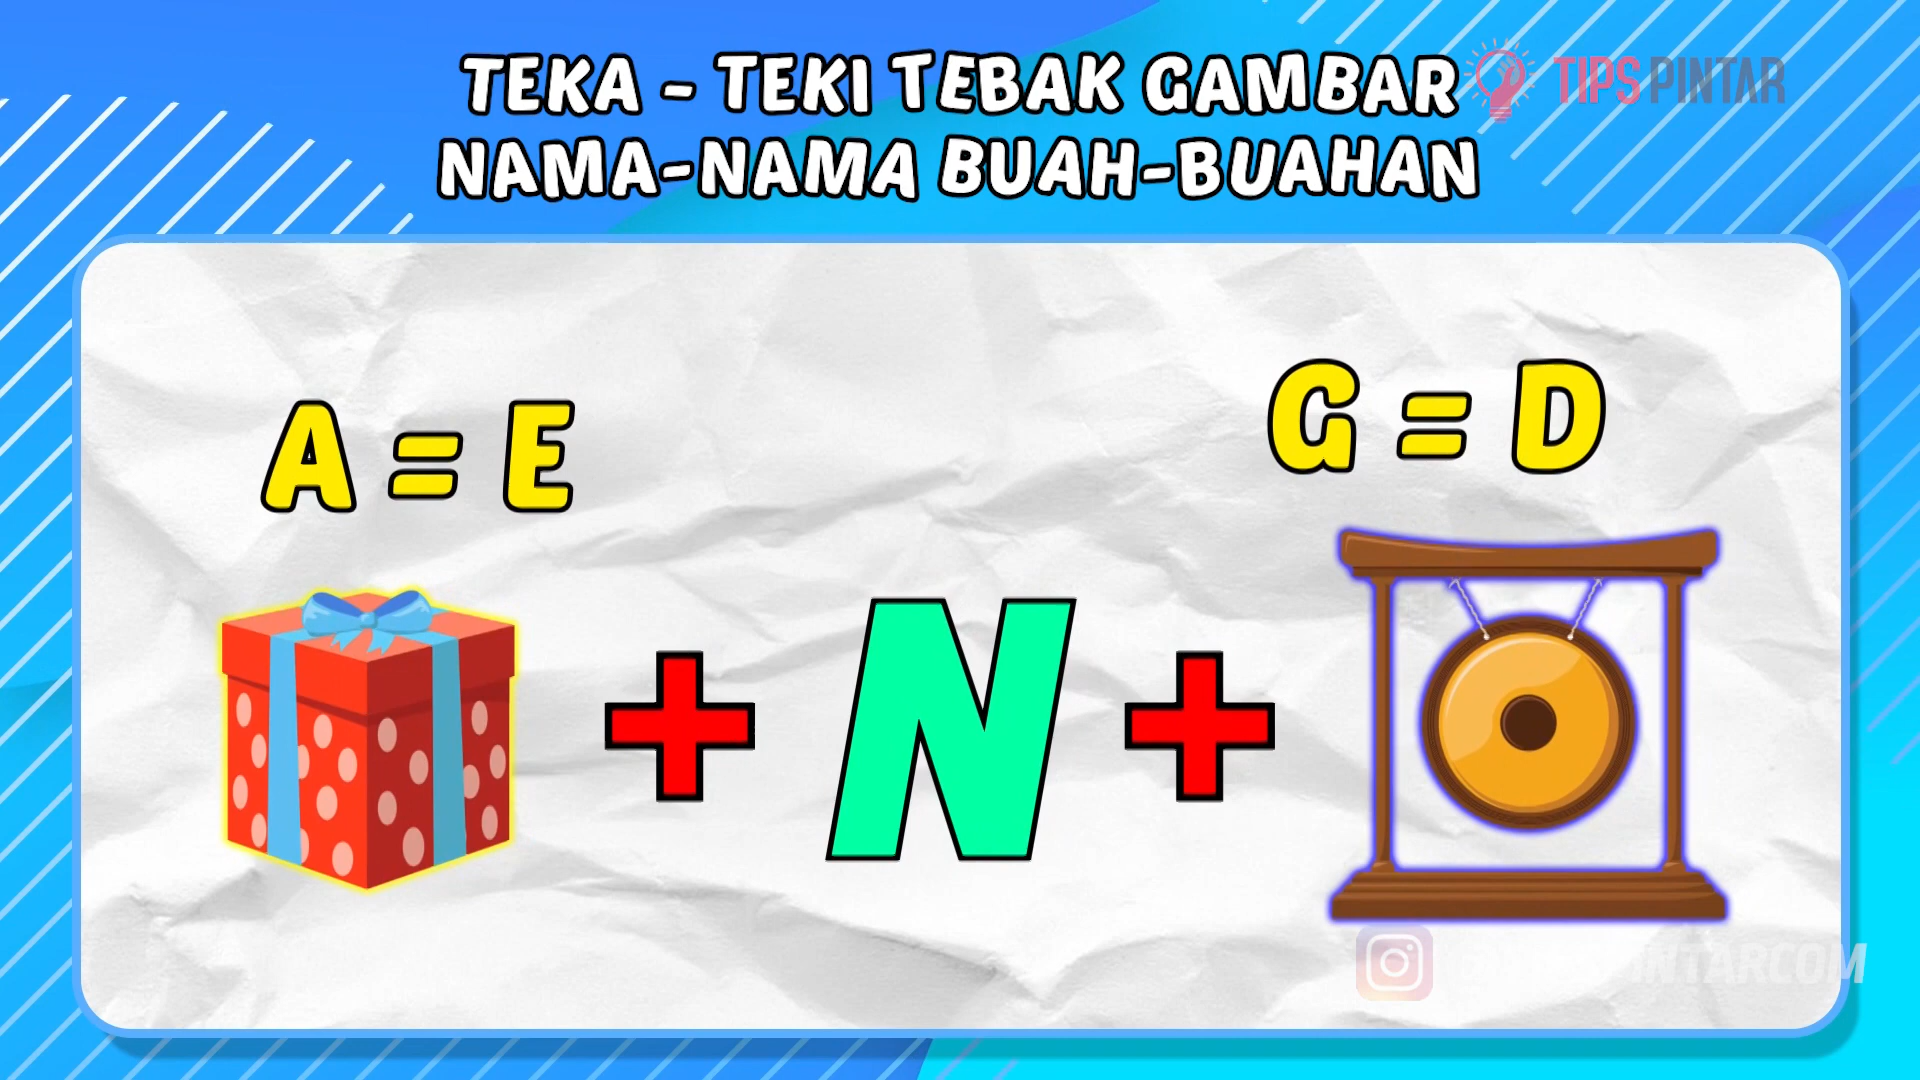 TEKA - TEKI TEBAK GAMBAR
TIPS PINTAR
NAMA-NAMA BUAH-BUAHAN
A = E
G = D
+ N +